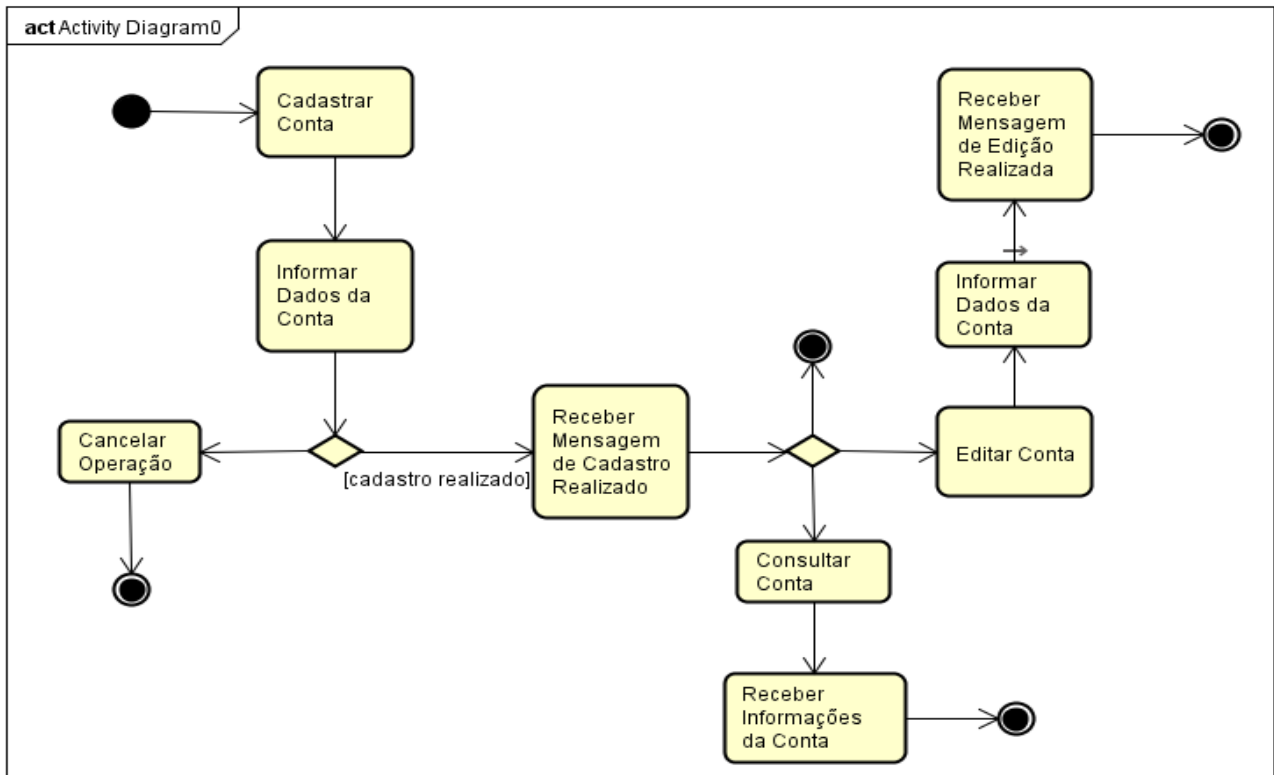 act Activity Diagram0
Cadastrar
Conta
Informar
Dados da
Conta
Cancelar
Operação
[cadastro realizado]
Receber
Mensagem
de Cadastro
Realizado
Consultar
Conta
Receber
Informações
da Conta
Editar Conta
Informar
Dados da
Conta
Receber
Mensagem
de Edição
Realizada